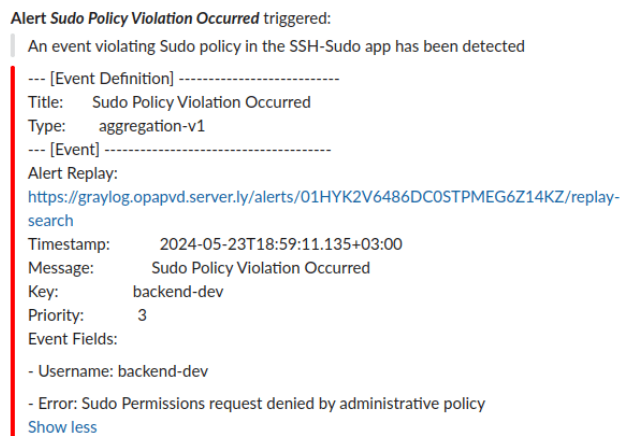 Alert Sudo Policy Violation Occurred triggered:
An event violating Sudo policy in the SSH-Sudo app has been detected
--- [Event Definition] ---------------------------
Title: Sudo Policy Violation Occurred
Type: aggregation-v1
--- [Event] --------------------------------------
Alert Replay:
https://graylog.opapvd.server.ly/alerts/01HYK2V6486DC0STPMEG6Z14KZ/replay-
search
Timestamp: 2024-05-23T18:59:11.135+03:00
Message: Sudo Policy Violation Occurred
Key: backend-dev
Priority: 3
Event Fields:
- Username: backend-dev
- Error: Sudo Permissions request denied by administrative policy
Show less